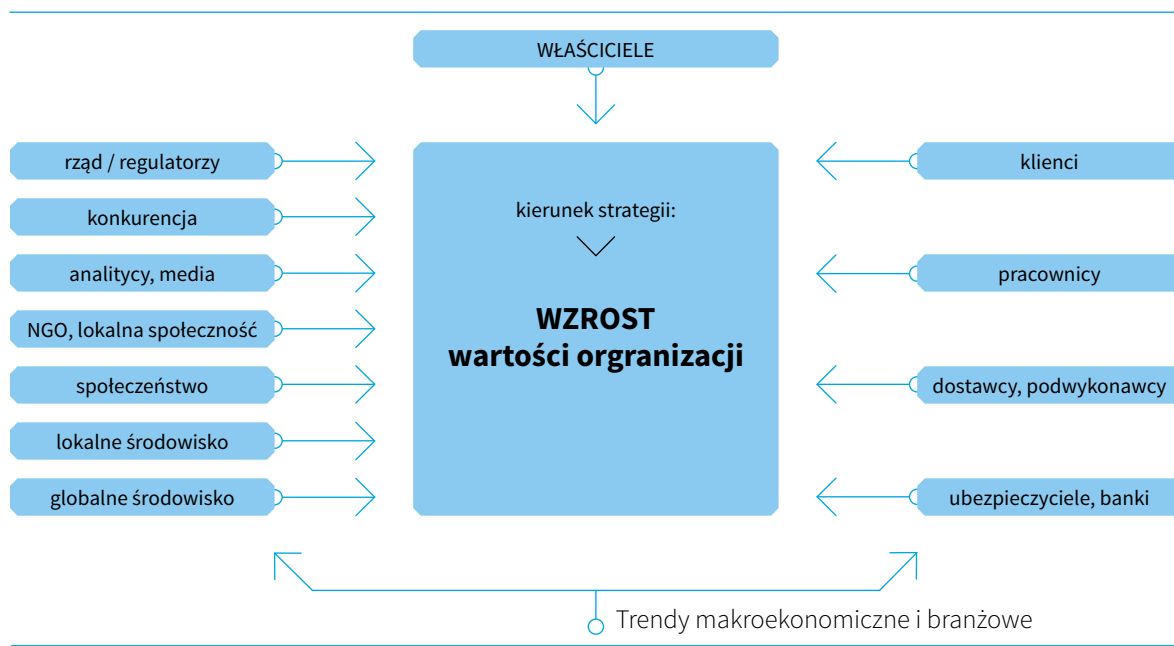 WŁAŚCICIELE
rząd / regulatorzy
konkurencja
analitycy, media
NGO, lokalna społeczność
społeczeństwo
lokalne środowisko
globalne środowisko
kierunek strategii:
WZROST
wartości orgranizacji
klienci
pracownicy
dostawcy, podwykonawcy
ubezpieczyciele, banki
Trendy makroekonomiczne i branżowe